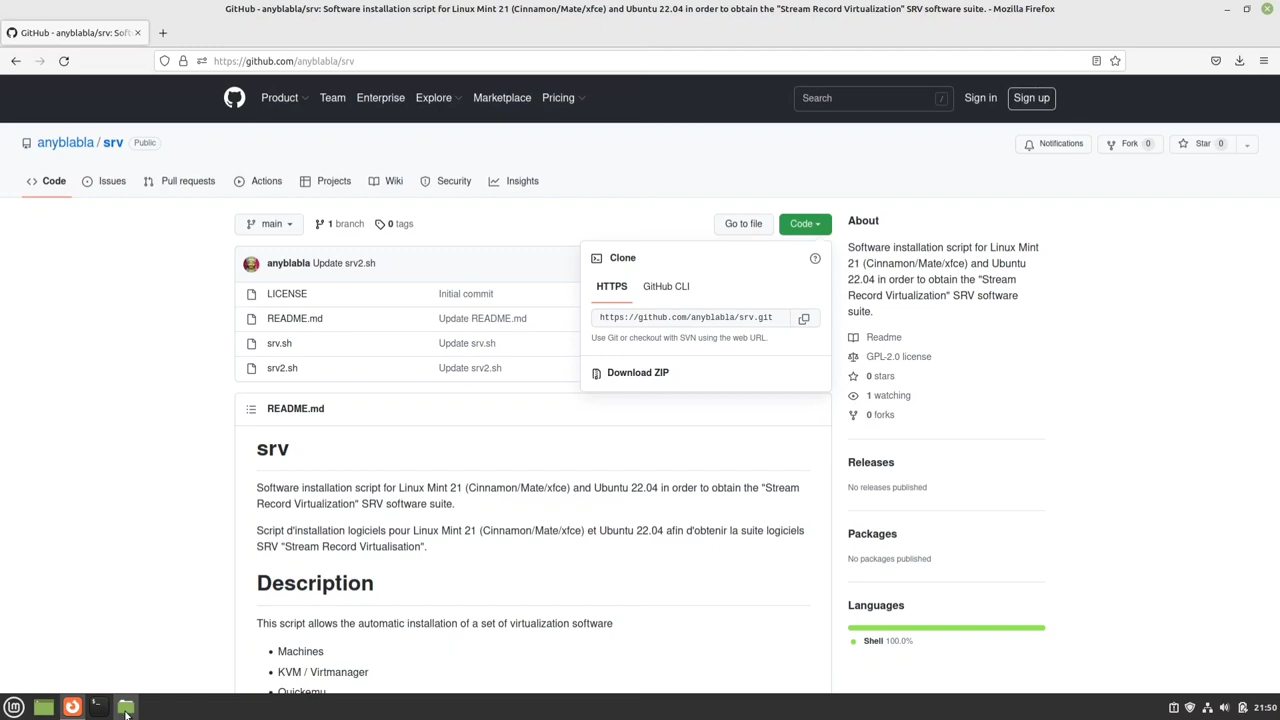 GitHub - anyblabla/srv: Software installation script for Linux Mint 21 (Cinnamon/Mate/xfce) and Ubuntu 22.04 in order to obtain the "Stream Record Virtualization" SRV software suite. - Mozilla Firefox
GitHub - anyblabla/srv: Soft
https://github.com/anyblabla/srv
Product
Team
Enterprise
Explore
Marketplace
Pricing
Search
/
Sign in
Sign up
anyblabla / srv
Public
Notifications
Fork 0
Star 0
Code
Issues
Pull requests
Actions
Projects
Wiki
Security
Insights
main
1 branch
0 tags
Go to file
Code
anyblabla Update srv2.sh
LICENSE
Initial commit
README.md
Update README.md
srv.sh
Update srv.sh
srv2.sh
Update srv2.sh
Clone
HTTPS
GitHub CLI
https://github.com/anyblabla/srv.git
Use Git or checkout with SVN using the web URL.
Download ZIP
README.md
srv
Software installation script for Linux Mint 21 (Cinnamon/Mate/xfce) and Ubuntu 22.04 in order to obtain the "Stream
Record Virtualization" SRV software suite.
Script d'installation logiciels pour Linux Mint 21 (Cinnamon/Mate/xfce) et Ubuntu 22.04 afin d'obtenir la suite logiciels
SRV "Stream Record Virtualisation".
Description
This script allows the automatic installation of a set of virtualization software
• Machines
• KVM / Virtmanager
• Quickemu
About
Software installation script for Linux Mint
21 (Cinnamon/Mate/xfce) and Ubuntu
22.04 in order to obtain the "Stream
Record Virtualization" SRV software
suite.
Readme
GPL-2.0 license
0 stars
1 watching
0 forks
Releases
No releases published
Packages
No packages published
Languages
Shell 100.0%
21:50